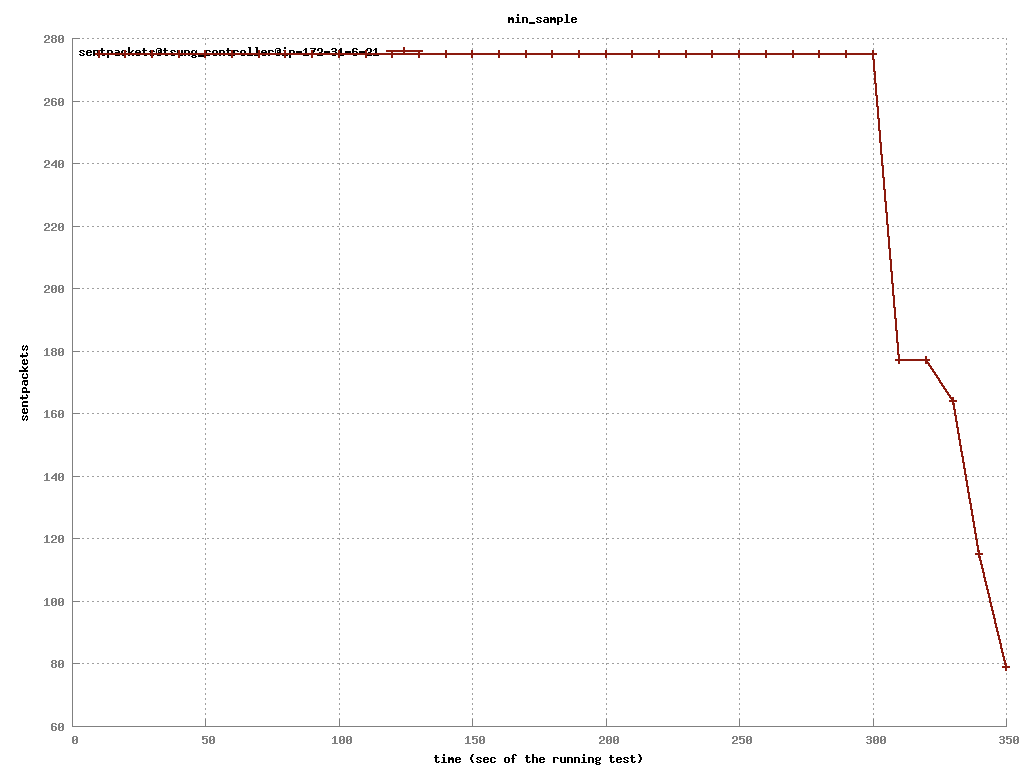 min_sample
280
sentpackets@tsung_controller@ip-172-31-6-21
260
240
220
200
180
160
140
120
100
80
60
sentpackets
0 50 100 150 200 250 300 350
time (sec of the running test)